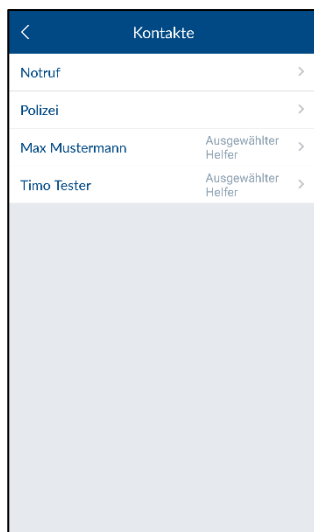 Kontakte
Notruf
Polizei
Max Mustermann
Ausgewählter
Helfer
Timo Tester
Ausgewählter
Helfer